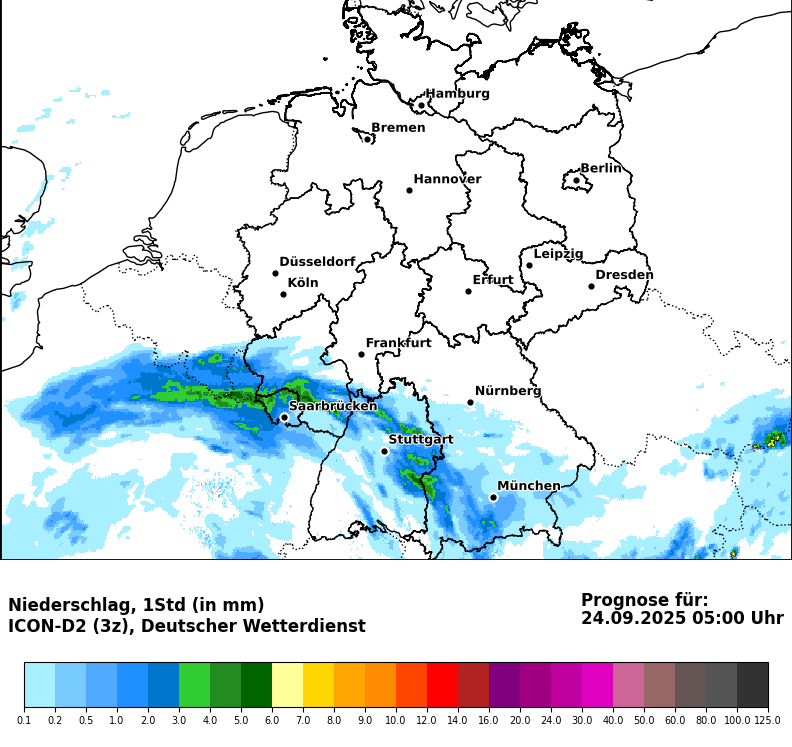 Hamburg
Bremen
Berlin
Hannover
Leipzig
Düsseldorf
Dresden
Köln
Erfurt
Frankfurt
Nürnberg
Saarbrücken
Stuttgart
München
Niederschlag, 1Std (in mm)
ICON-D2 (3z), Deutscher Wetterdienst
Prognose für:
24.09.2025 05:00 Uhr
0.1 0.2 0.5 1.0 2.0 3.0 4.0 5.0 6.0 7.0 8.0 9.0 10.0 12.0 14.0 16.0 20.0 24.0 30.0 40.0 50.0 60.0 80.0 100.0 125.0